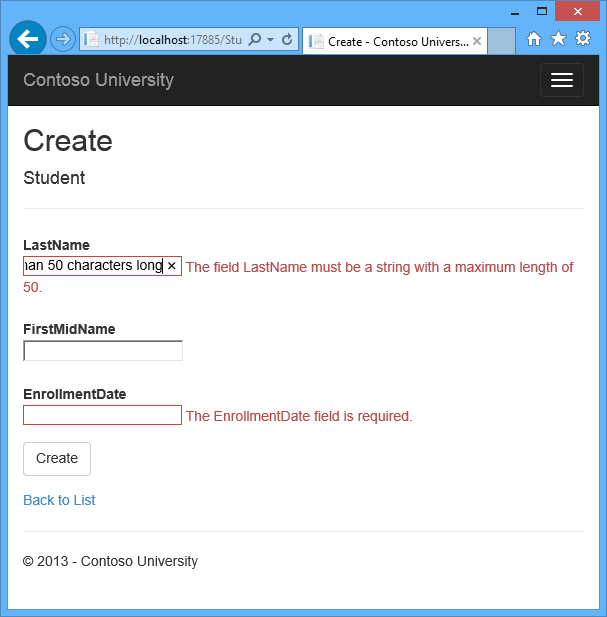 http://localhost:17885/Stu
Create - Contoso Univers...
Contoso University
Create
Student
LastName
han 50 characters long
The field LastName must be a string with a maximum length of
50.
FirstMidName
EnrollmentDate
The EnrollmentDate field is required.
Create
Back to List
© 2013 - Contoso University